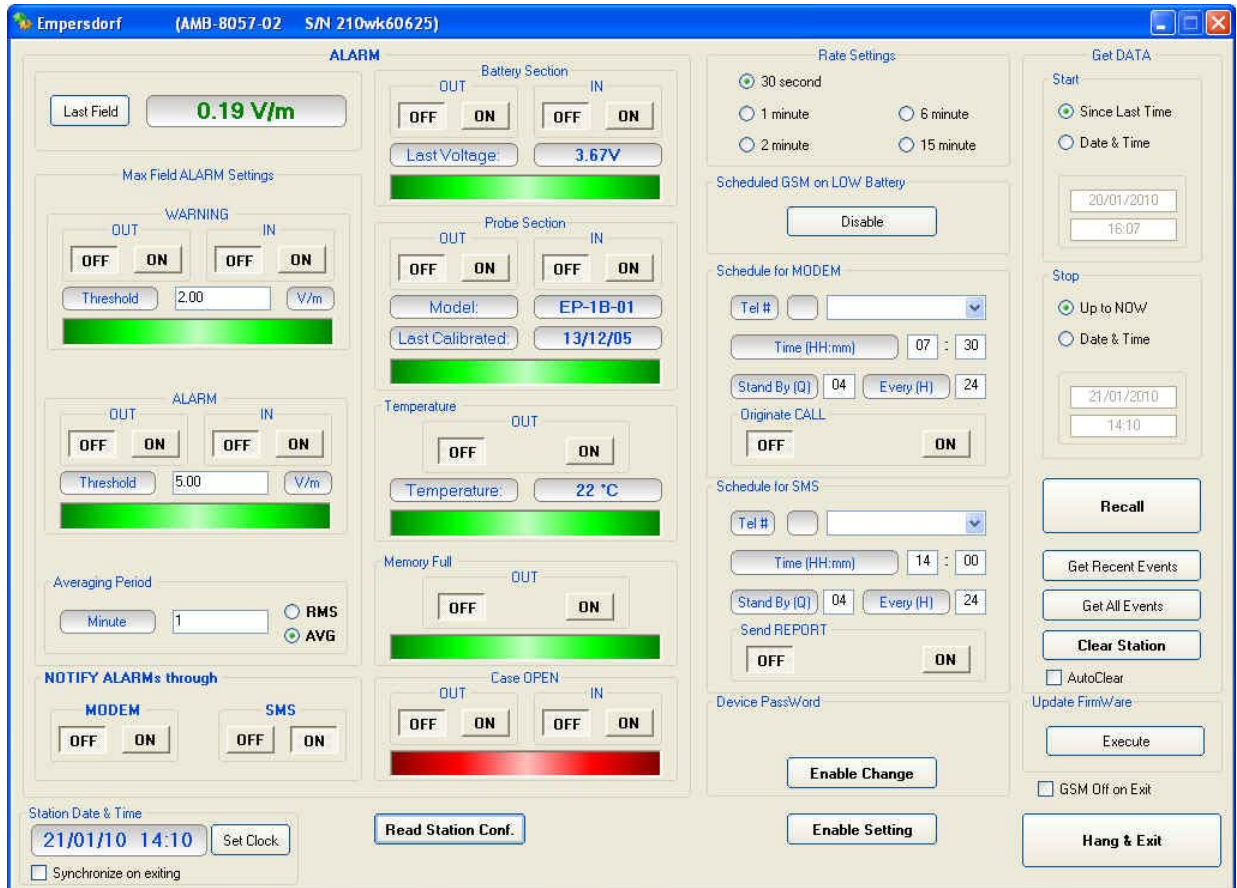 Empersdorf (AMB-8057-02 S/N 210wk60625)
ALARM
Last Field 0.19 V/m
Max Field ALARM Settings
WARNING
OUT IN
OFF ON OFF ON
Threshold 2.00 V/m
ALARM
OUT IN
OFF ON OFF ON
Threshold 5.00 V/m
Averaging Period
Minute 1
RMS
AVG
NOTIFY ALARMs through
MODEM SMS
OFF ON OFF ON
Station Date & Time
21/01/10 14:10 Set Clock
Synchronize on exiting
Battery Section
OUT IN
OFF ON OFF ON
Last Voltage: 3.67V
Probe Section
OUT IN
OFF ON OFF ON
Model: EP-1B-01
Last Calibrated: 13/12/05
Temperature
OUT
OFF ON
Temperature: 22 °C
Memory Full
OUT
OFF ON
Case OPEN
OUT IN
OFF ON OFF ON
Read Station Conf.
Rate Settings
30 second
1 minute 6 minute
2 minute 15 minute
Scheduled GSM on LOW Battery
Disable
Schedule for MODEM
Tel #
Time (HH:mm) 07 : 30
Stand By (Q) 04 Every (H) 24
Originate CALL
OFF ON
Schedule for SMS
Tel #
Time (HH:mm) 14 : 00
Stand By (Q) 04 Every (H) 24
Send REPORT
OFF ON
Device PassWord
Enable Change
Enable Setting
Get DATA
Start
Since Last Time
Date & Time
20/01/2010
16:07
Stop
Up to NOW
Date & Time
21/01/2010
14:10
Recall
Get Recent Events
Get All Events
Clear Station
AutoClear
Update FirmWare
Execute
GSM Off on Exit
Hang & Exit